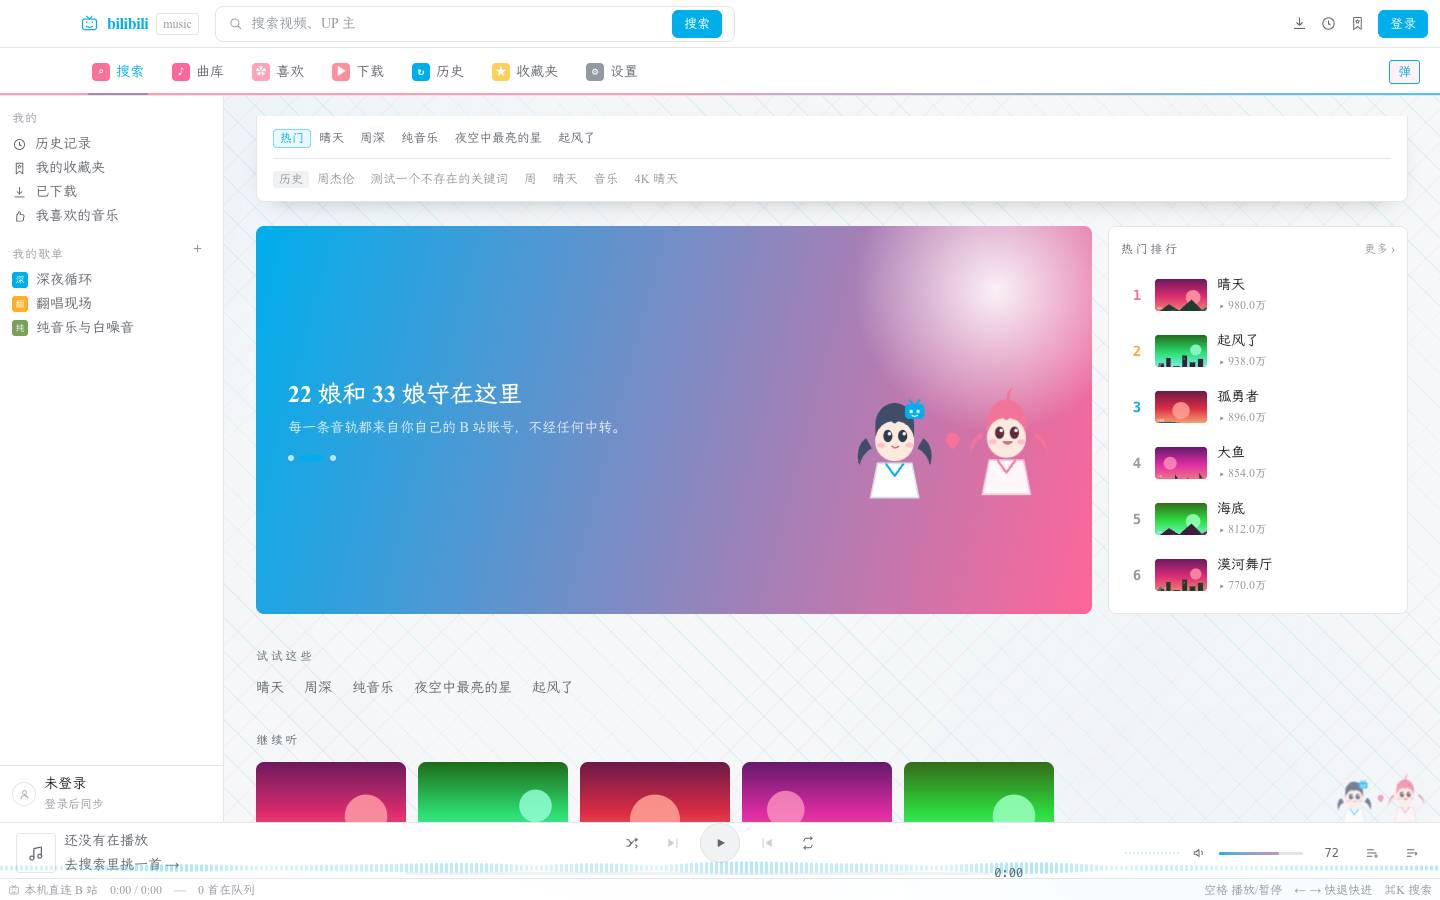 bilibili music 搜索视频、UP 主 搜索 登录
搜索 曲库 喜欢 下载 历史 收藏夹 设置 弹
我的
历史记录
我的收藏夹
已下载
我喜欢的音乐
我的歌单 +
深 深夜循环
翻 翻唱现场
纯 纯音乐与白噪音
未登录
登录后同步
热门 晴天 周深 纯音乐 夜空中最亮的星 起风了
历史 周杰伦 测试一个不存在的关键词 周 晴天 音乐 4K 晴天
22 娘和 33 娘守在这里
每一条音轨都来自你自己的 B 站账号，不经任何中转。
热门排行 更多 ›
1 晴天
▸ 980.0万
2 起风了
▸ 938.0万
3 孤勇者
▸ 896.0万
4 大鱼
▸ 854.0万
5 海底
▸ 812.0万
6 漠河舞厅
▸ 770.0万
试试这些
晴天 周深 纯音乐 夜空中最亮的星 起风了
继续听
还没有在播放
去搜索里挑一首 →
0:00
72
本机直连 B 站 0:00 / 0:00 — 0 首在队列
空格 播放/暂停 ← → 快退快进 ⌘K 搜索